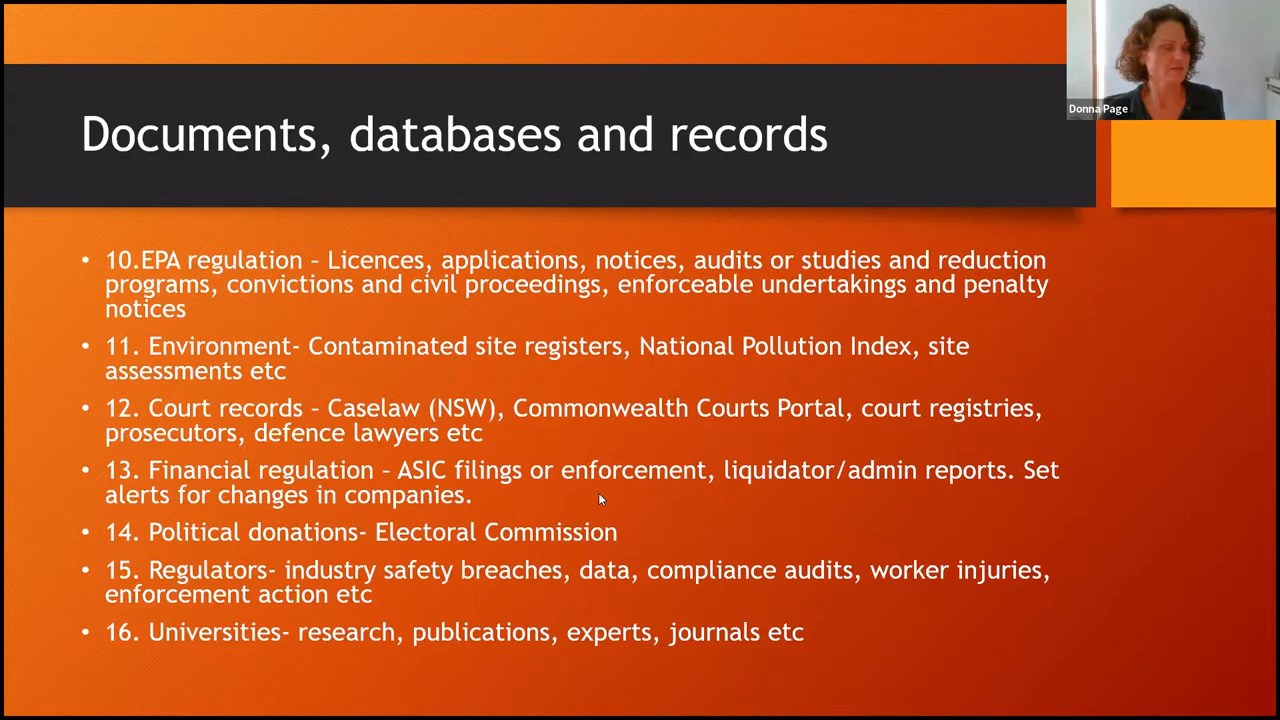 Donna Page
Documents, databases and records
• 10.EPA regulation – Licences, applications, notices, audits or studies and reduction
programs, convictions and civil proceedings, enforceable undertakings and penalty
notices
• 11. Environment- Contaminated site registers, National Pollution Index, site
assessments etc
• 12. Court records – Caselaw (NSW), Commonwealth Courts Portal, court registries,
prosecutors, defence lawyers etc
• 13. Financial regulation – ASIC filings or enforcement, liquidator/admin reports. Set
alerts for changes in companies.
• 14. Political donations- Electoral Commission
• 15. Regulators- industry safety breaches, data, compliance audits, worker injuries,
enforcement action etc
• 16. Universities- research, publications, experts, journals etc